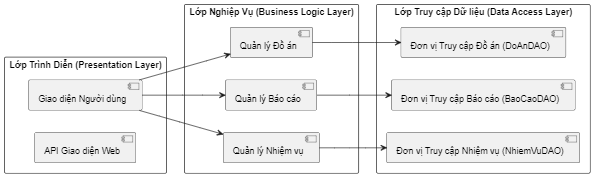 Lớp Trình Diễn (Presentation Layer)
Giao diện Người dùng
API Giao diện Web
Lớp Nghiệp Vụ (Business Logic Layer)
Quản lý Đồ án
Quản lý Báo cáo
Quản lý Nhiệm vụ
Lớp Truy cập Dữ liệu (Data Access Layer)
Đơn vị Truy cập Đồ án (DoAnDAO)
Đơn vị Truy cập Báo cáo (BaoCaoDAO)
Đơn vị Truy cập Nhiệm vụ (NhiemVuDAO)